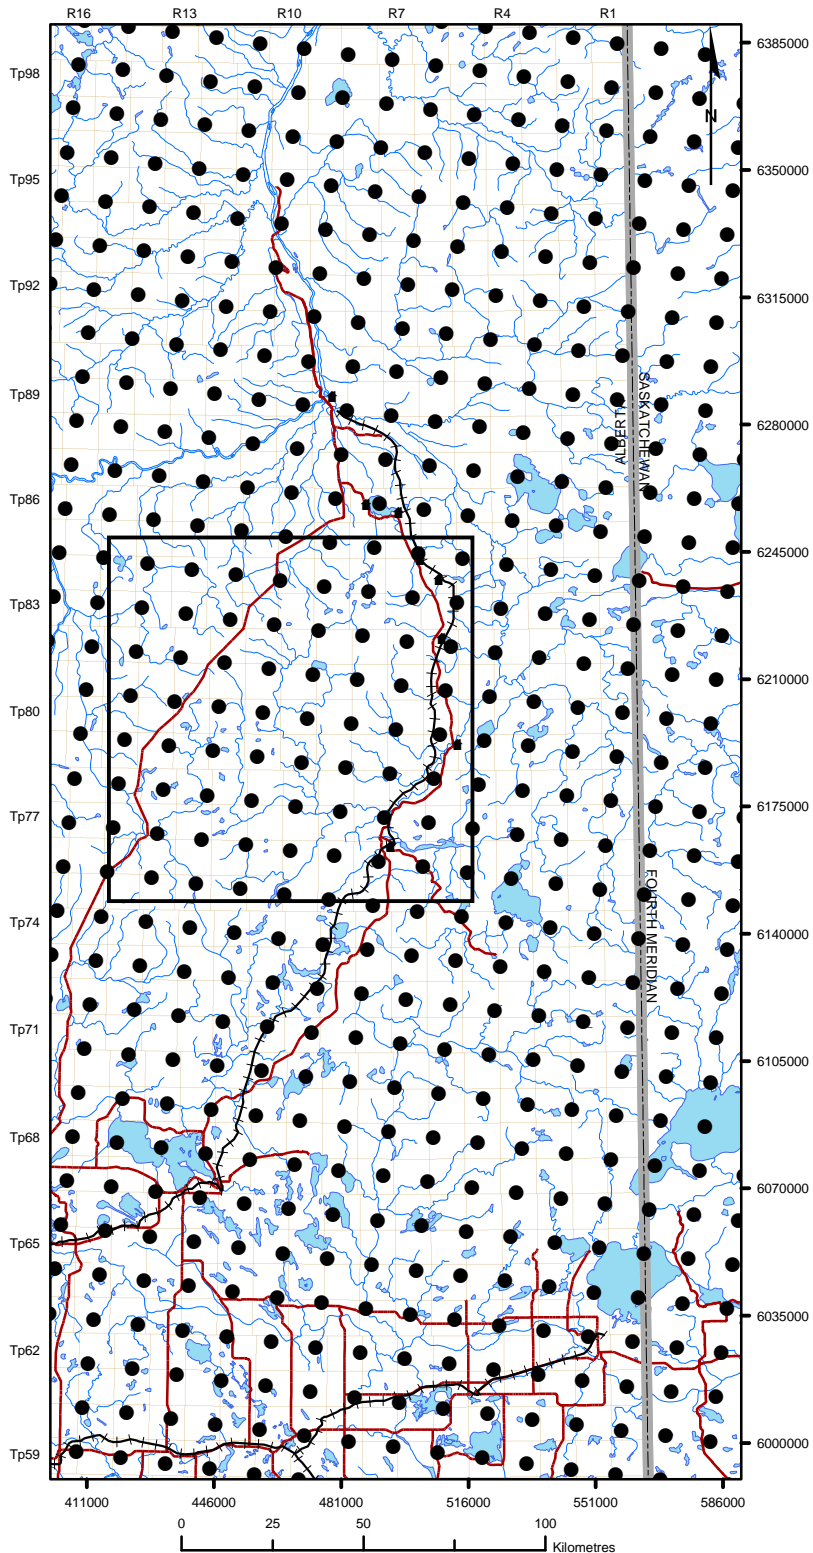 R16 R13 R10 R7 R4 R1
6385000
Tp98
N
6350000
Tp95
Tp92
6315000
Tp89
SASKATCHEWAN
ALBERTA
6280000
Tp86
6245000
Tp83
6210000
Tp80
6175000
Tp77
FOURTH MERIDIAN
Tp74
6140000
Tp71
6105000
Tp68
6070000
Tp65
6035000
Tp62
Tp59
6000000
411000 446000 481000 516000 551000 586000
0 25 50 100
Kilometres